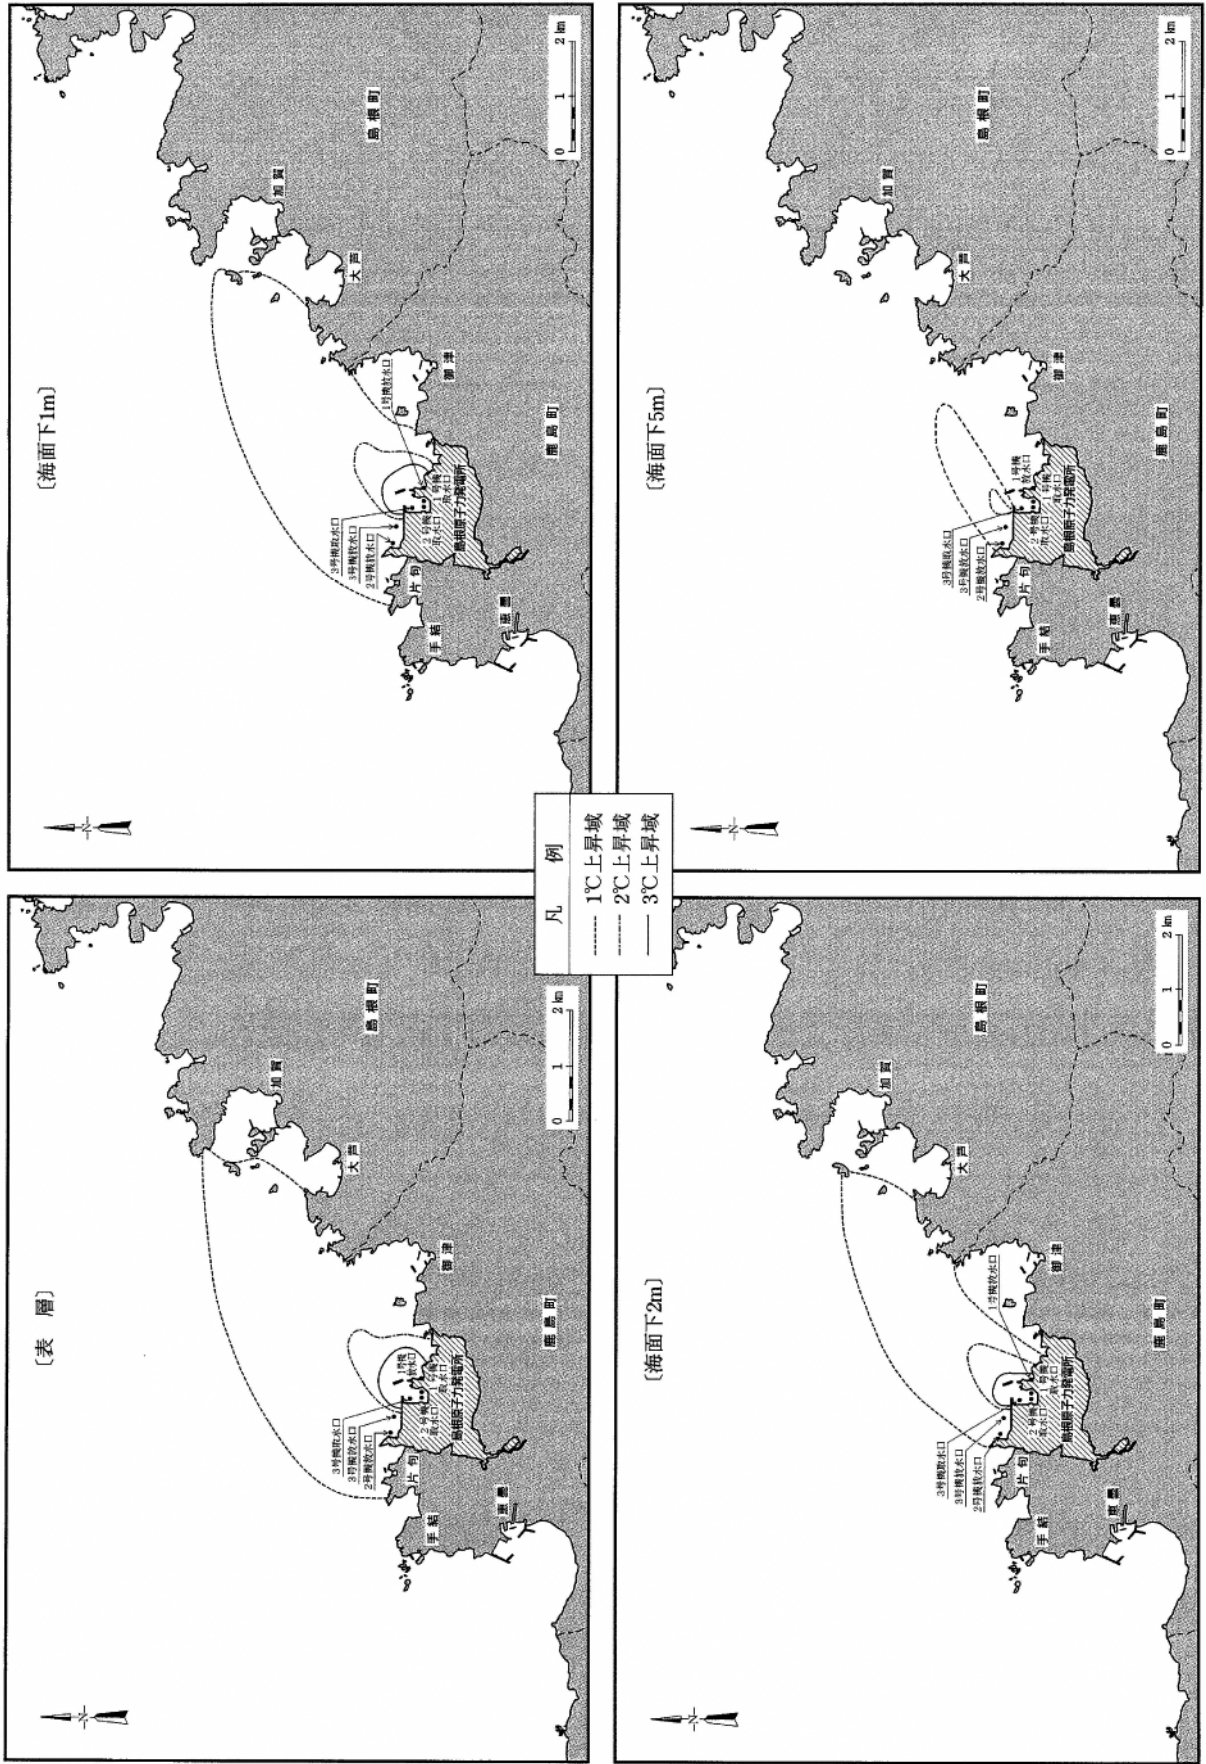 〔表 層〕
N
加賀
大芦
島根町
御津
鹿島町
3号機取水口
3号機放水口
2号機放水口
1号機
放水口
1号機
取水口
2号機
取水口
島根原子力発電所
片句
手結
恵曇
0 1 2㎞
〔海面下1m〕
N
加賀
大芦
島根町
御津
鹿島町
1号機放水口
3号機取水口
3号機放水口
2号機放水口
1号機
取水口
2号機
取水口
島根原子力発電所
片句
手結
恵曇
0 1 2㎞
凡 例
1℃上昇域
2℃上昇域
3℃上昇域
〔海面下2m〕
N
加賀
大芦
島根町
御津
鹿島町
1号機放水口
3号機取水口
3号機放水口
2号機放水口
1号機
取水口
2号機
取水口
島根原子力発電所
片句
手結
恵曇
0 1 2㎞
〔海面下5m〕
N
加賀
大芦
島根町
御津
鹿島町
3号機取水口
3号機放水口
2号機放水口
1号機
放水口
1号機
取水口
2号機
取水口
島根原子力発電所
片句
手結
恵曇
0 1 2㎞